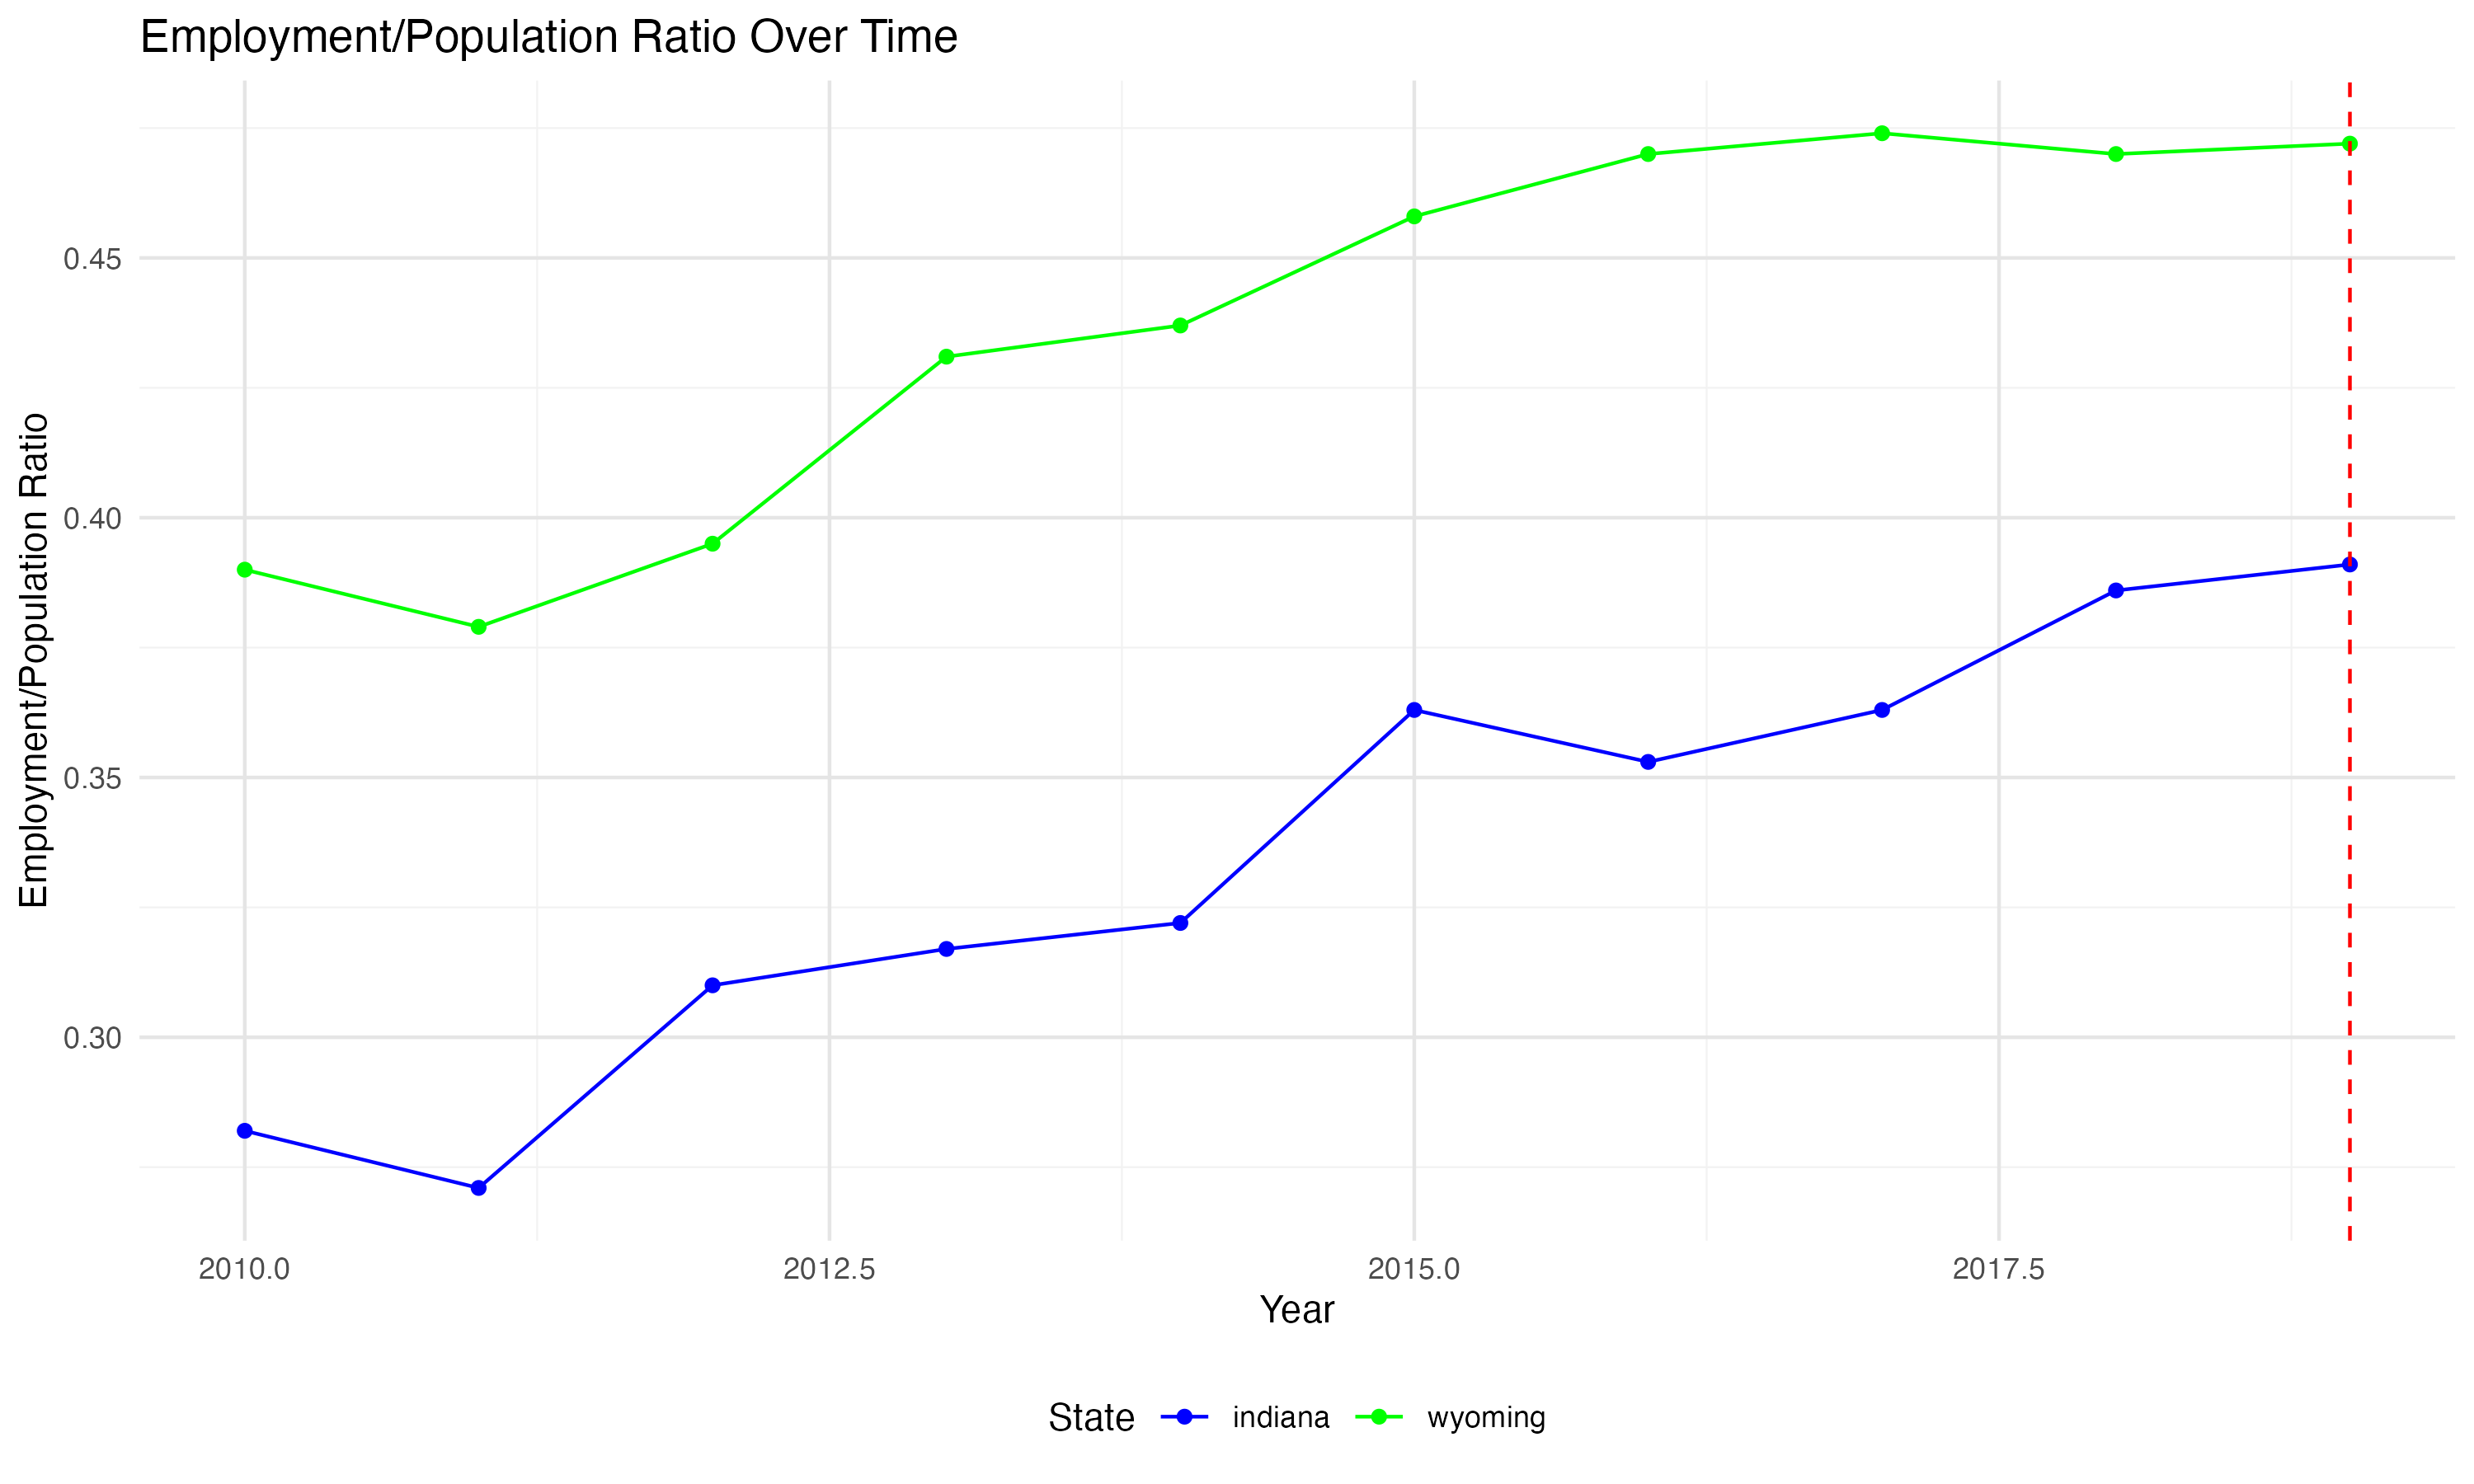 Employment/Population Ratio Over Time
Employment/Population Ratio
0.45
0.40
0.35
0.30
2010.0 2012.5 2015.0 2017.5
Year
State indiana wyoming